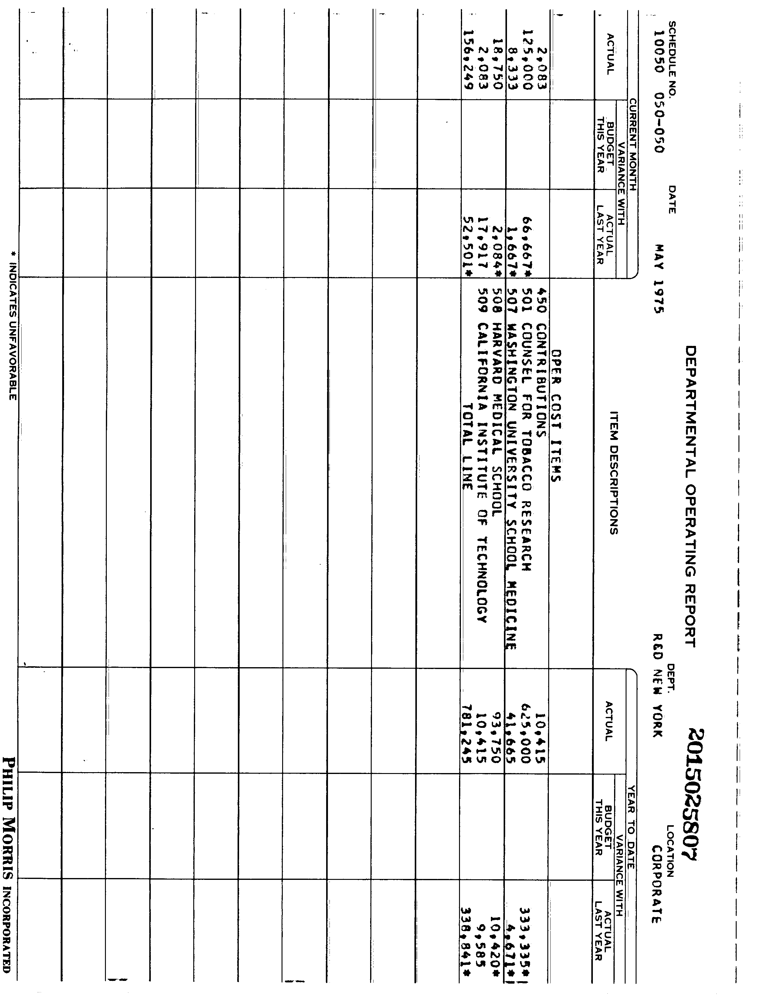 DEPARTMENTAL OPERATING REPORT 2015025807
SCHEDULE NO. DATE DEPT. LOCATION
10050 050-050 MAY 1975 R&D NEW YORK CORPORATE
CURRENT MONTH YEAR TO DATE
ACTUAL VARIANCE WITH ITEM DESCRIPTIONS ACTUAL VARIANCE WITH
BUDGET THIS YEAR ACTUAL LAST YEAR BUDGET THIS YEAR ACTUAL LAST YEAR
OPER COST ITEMS
2,083 450 CONTRIBUTIONS 10,415
125,000 66,667* 501 COUNSEL FOR TOBACCO RESEARCH 625,000 333,335*
8,333 1,667* 507 WASHINGTON UNIVERSITY SCHOOL MEDICINE 41,665 4,671*
18,750 2,084* 508 HARVARD MEDICAL SCHOOL 93,750 10,420*
2,083 17,917 509 CALIFORNIA INSTITUTE OF TECHNOLOGY 10,415 9,585
156,249 52,501* TOTAL LINE 781,245 338,841*
* INDICATES UNFAVORABLE
PHILIP MORRIS INCORPORATED